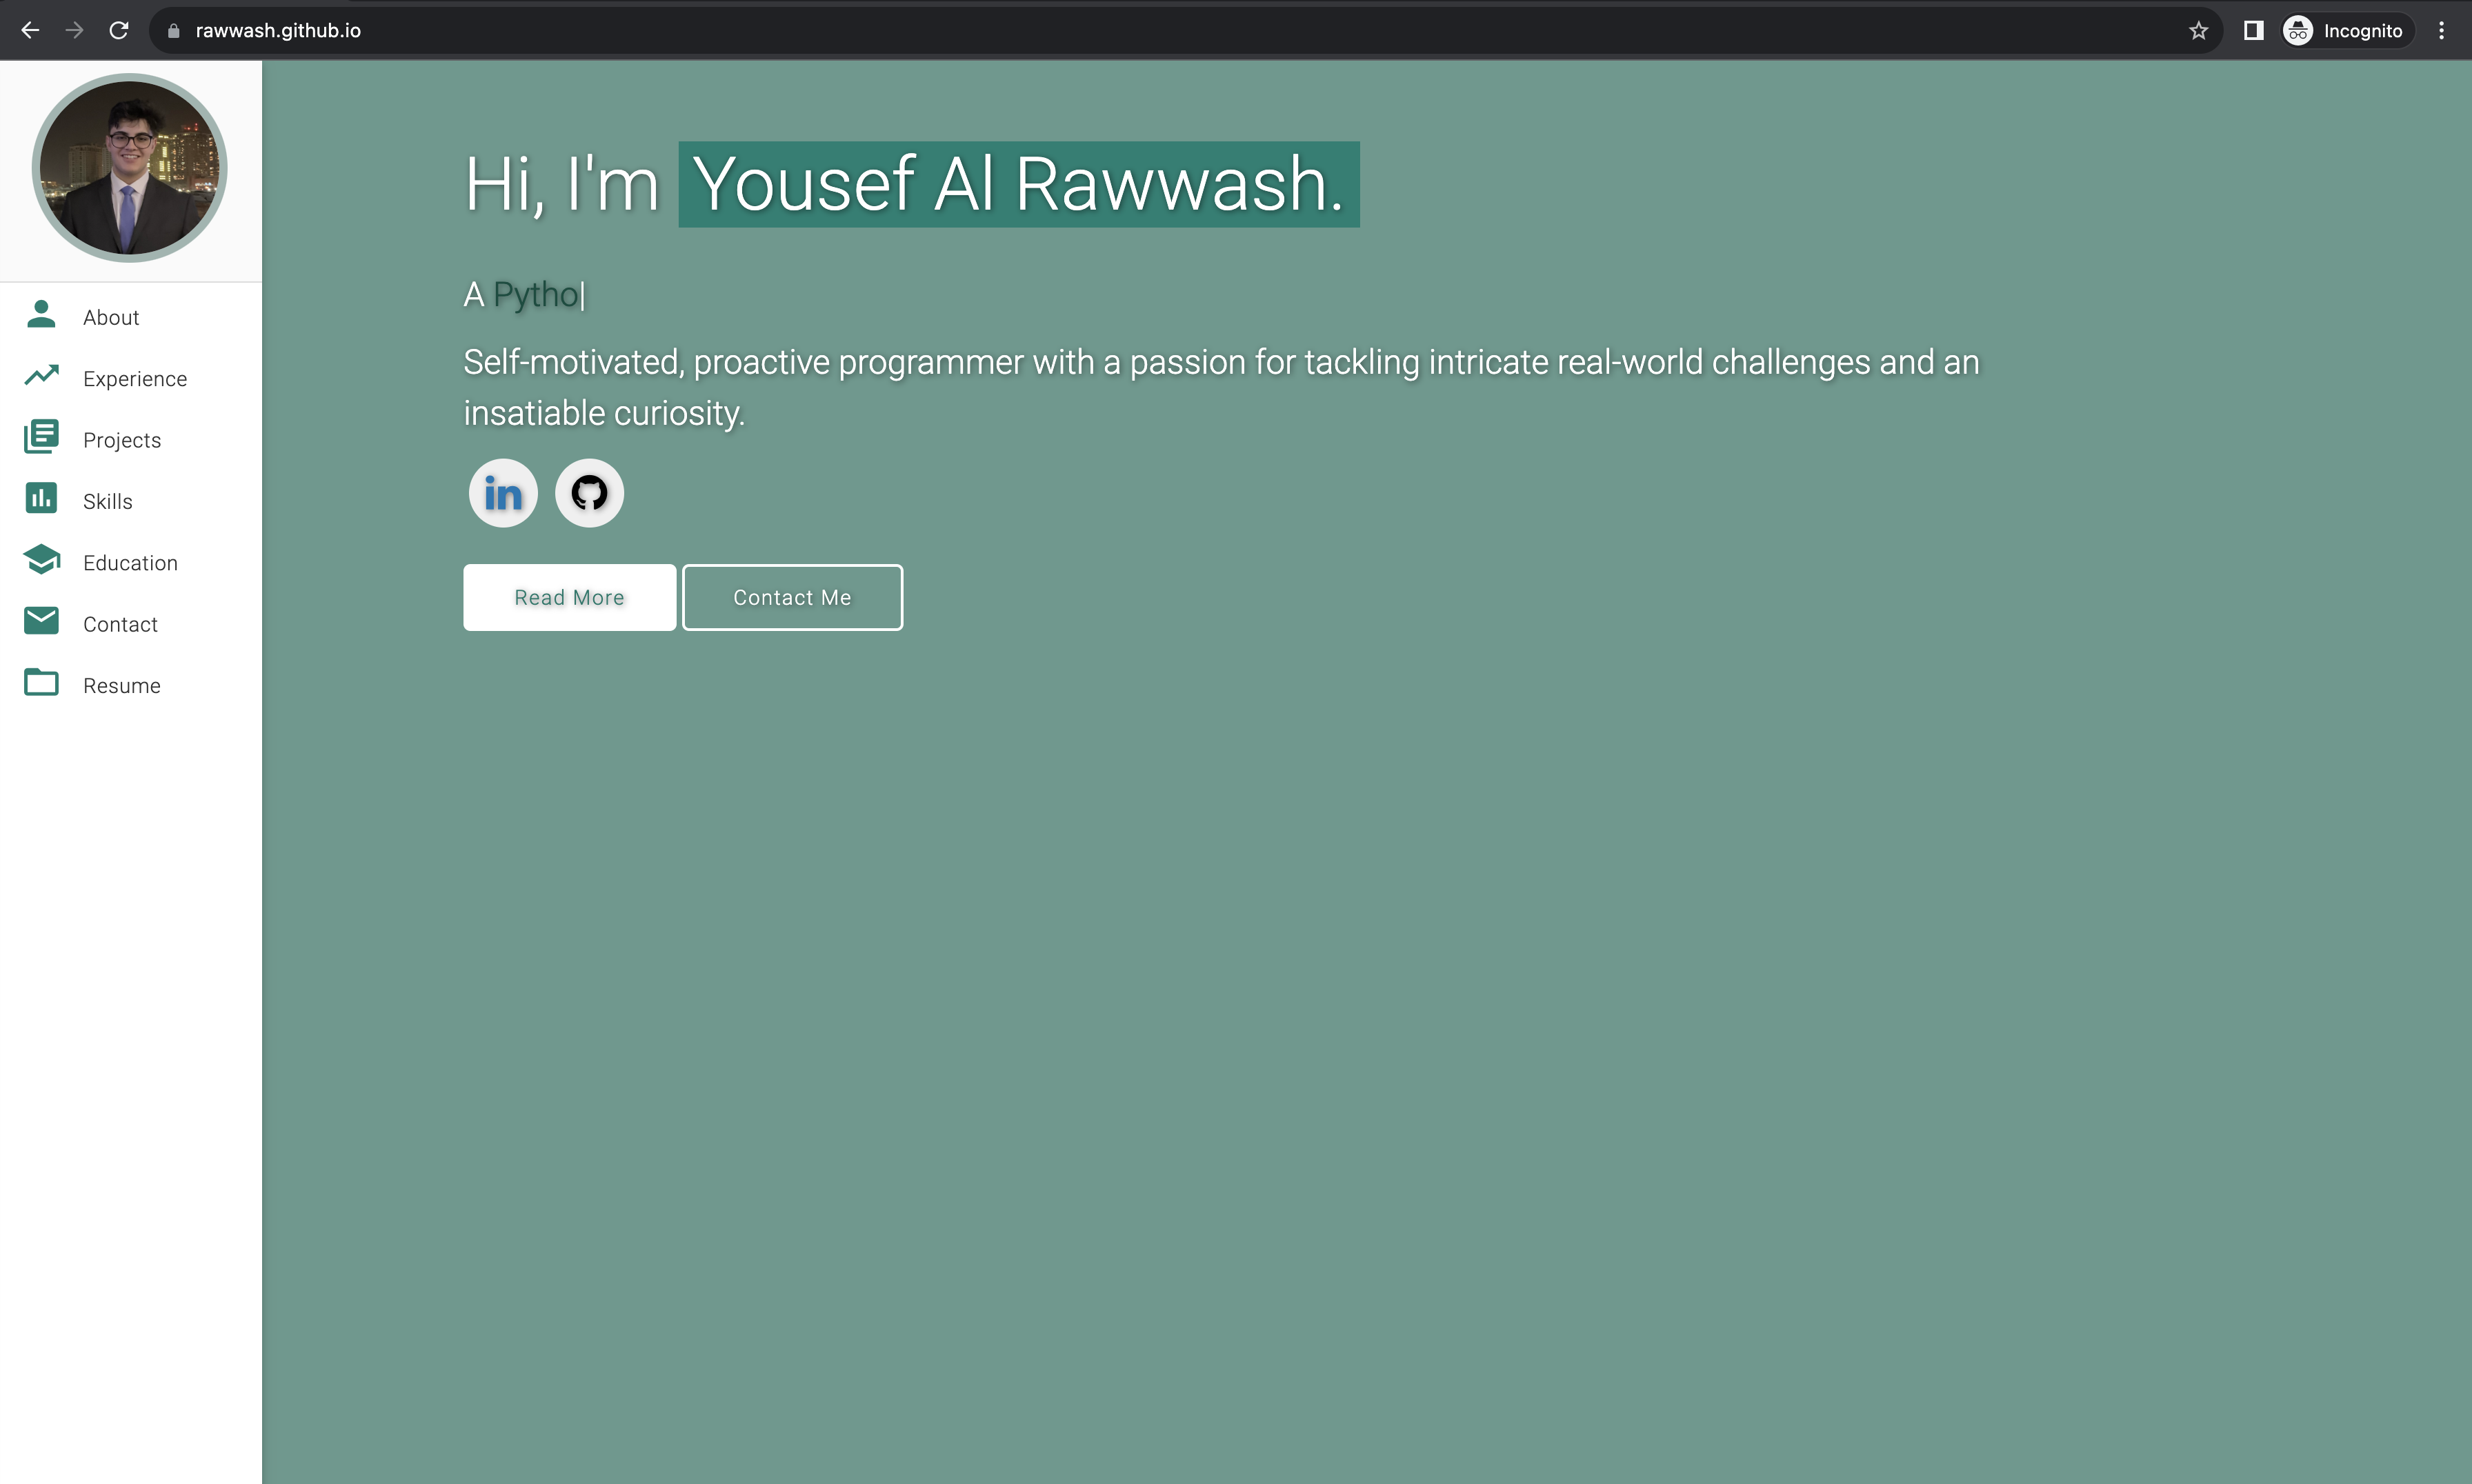 rawwash.github.io
Incognito
About
Experience
Projects
Skills
Education
Contact
Resume
Hi, I'm Yousef Al Rawwash.
A Pytho|
Self-motivated, proactive programmer with a passion for tackling intricate real-world challenges and an
insatiable curiosity.
in
Read More
Contact Me